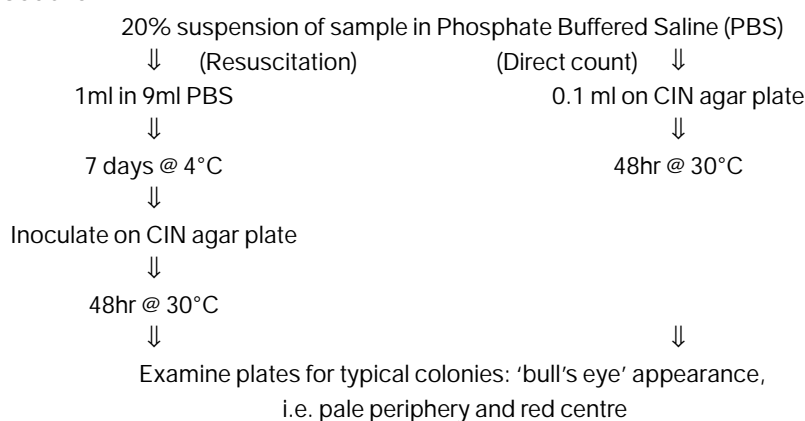 20% suspension of sample in Phosphate Buffered Saline (PBS)
⇓ (Resuscitation) (Direct count) ⇓
1ml in 9ml PBS 0.1 ml on CIN agar plate
⇓ ⇓
7 days @ 4°C 48hr @ 30°C
⇓
Inoculate on CIN agar plate
⇓
48hr @ 30°C
⇓ ⇓
Examine plates for typical colonies: ‘bull’s eye’ appearance,
i.e. pale periphery and red centre